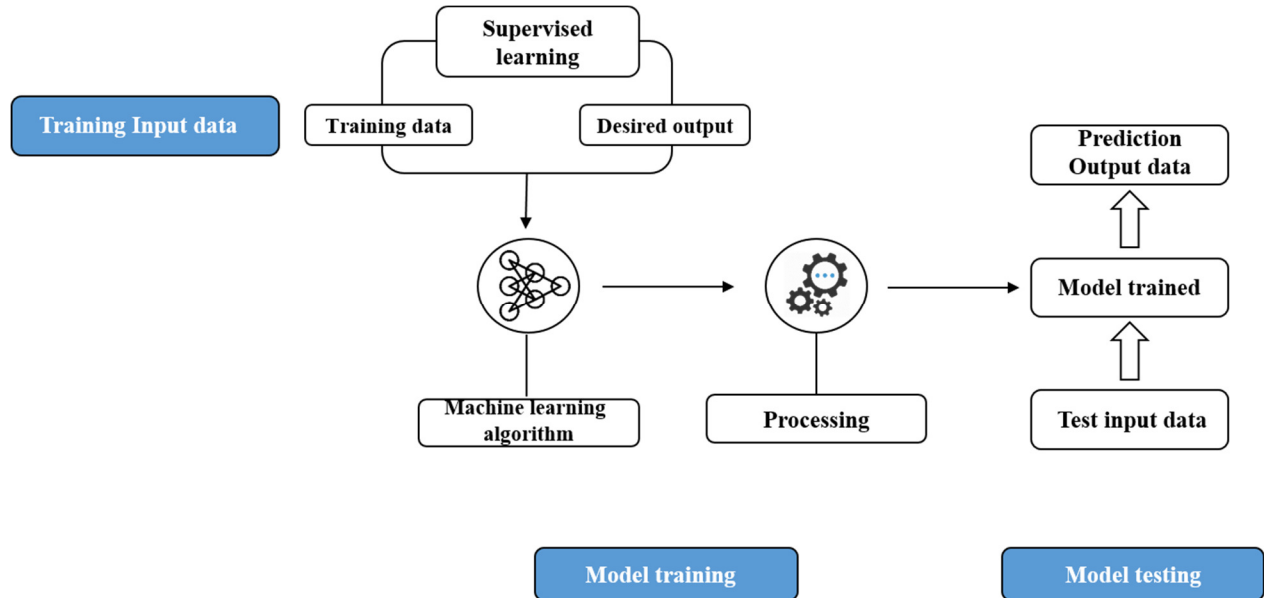 Supervised
learning
Training Input data
Training data
Desired output
Prediction
Output data
Model trained
Machine learning
algorithm
Processing
Test input data
Model training
Model testing